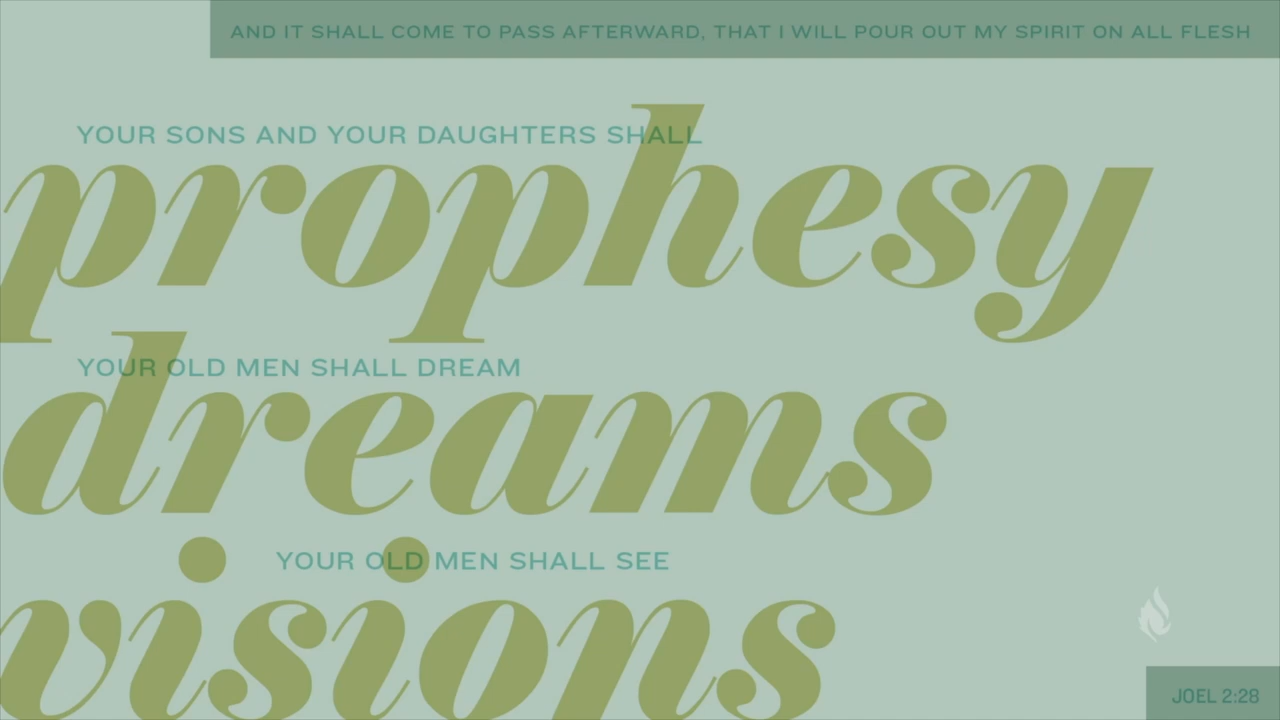 AND IT SHALL COME TO PASS AFTERWARD, THAT I WILL POUR OUT MY SPIRIT ON ALL FLESH
YOUR SONS AND YOUR DAUGHTERS SHALL
prophesy
YOUR OLD MEN SHALL DREAM
dreams
YOUR OLD MEN SHALL SEE
visions
JOEL 2:28